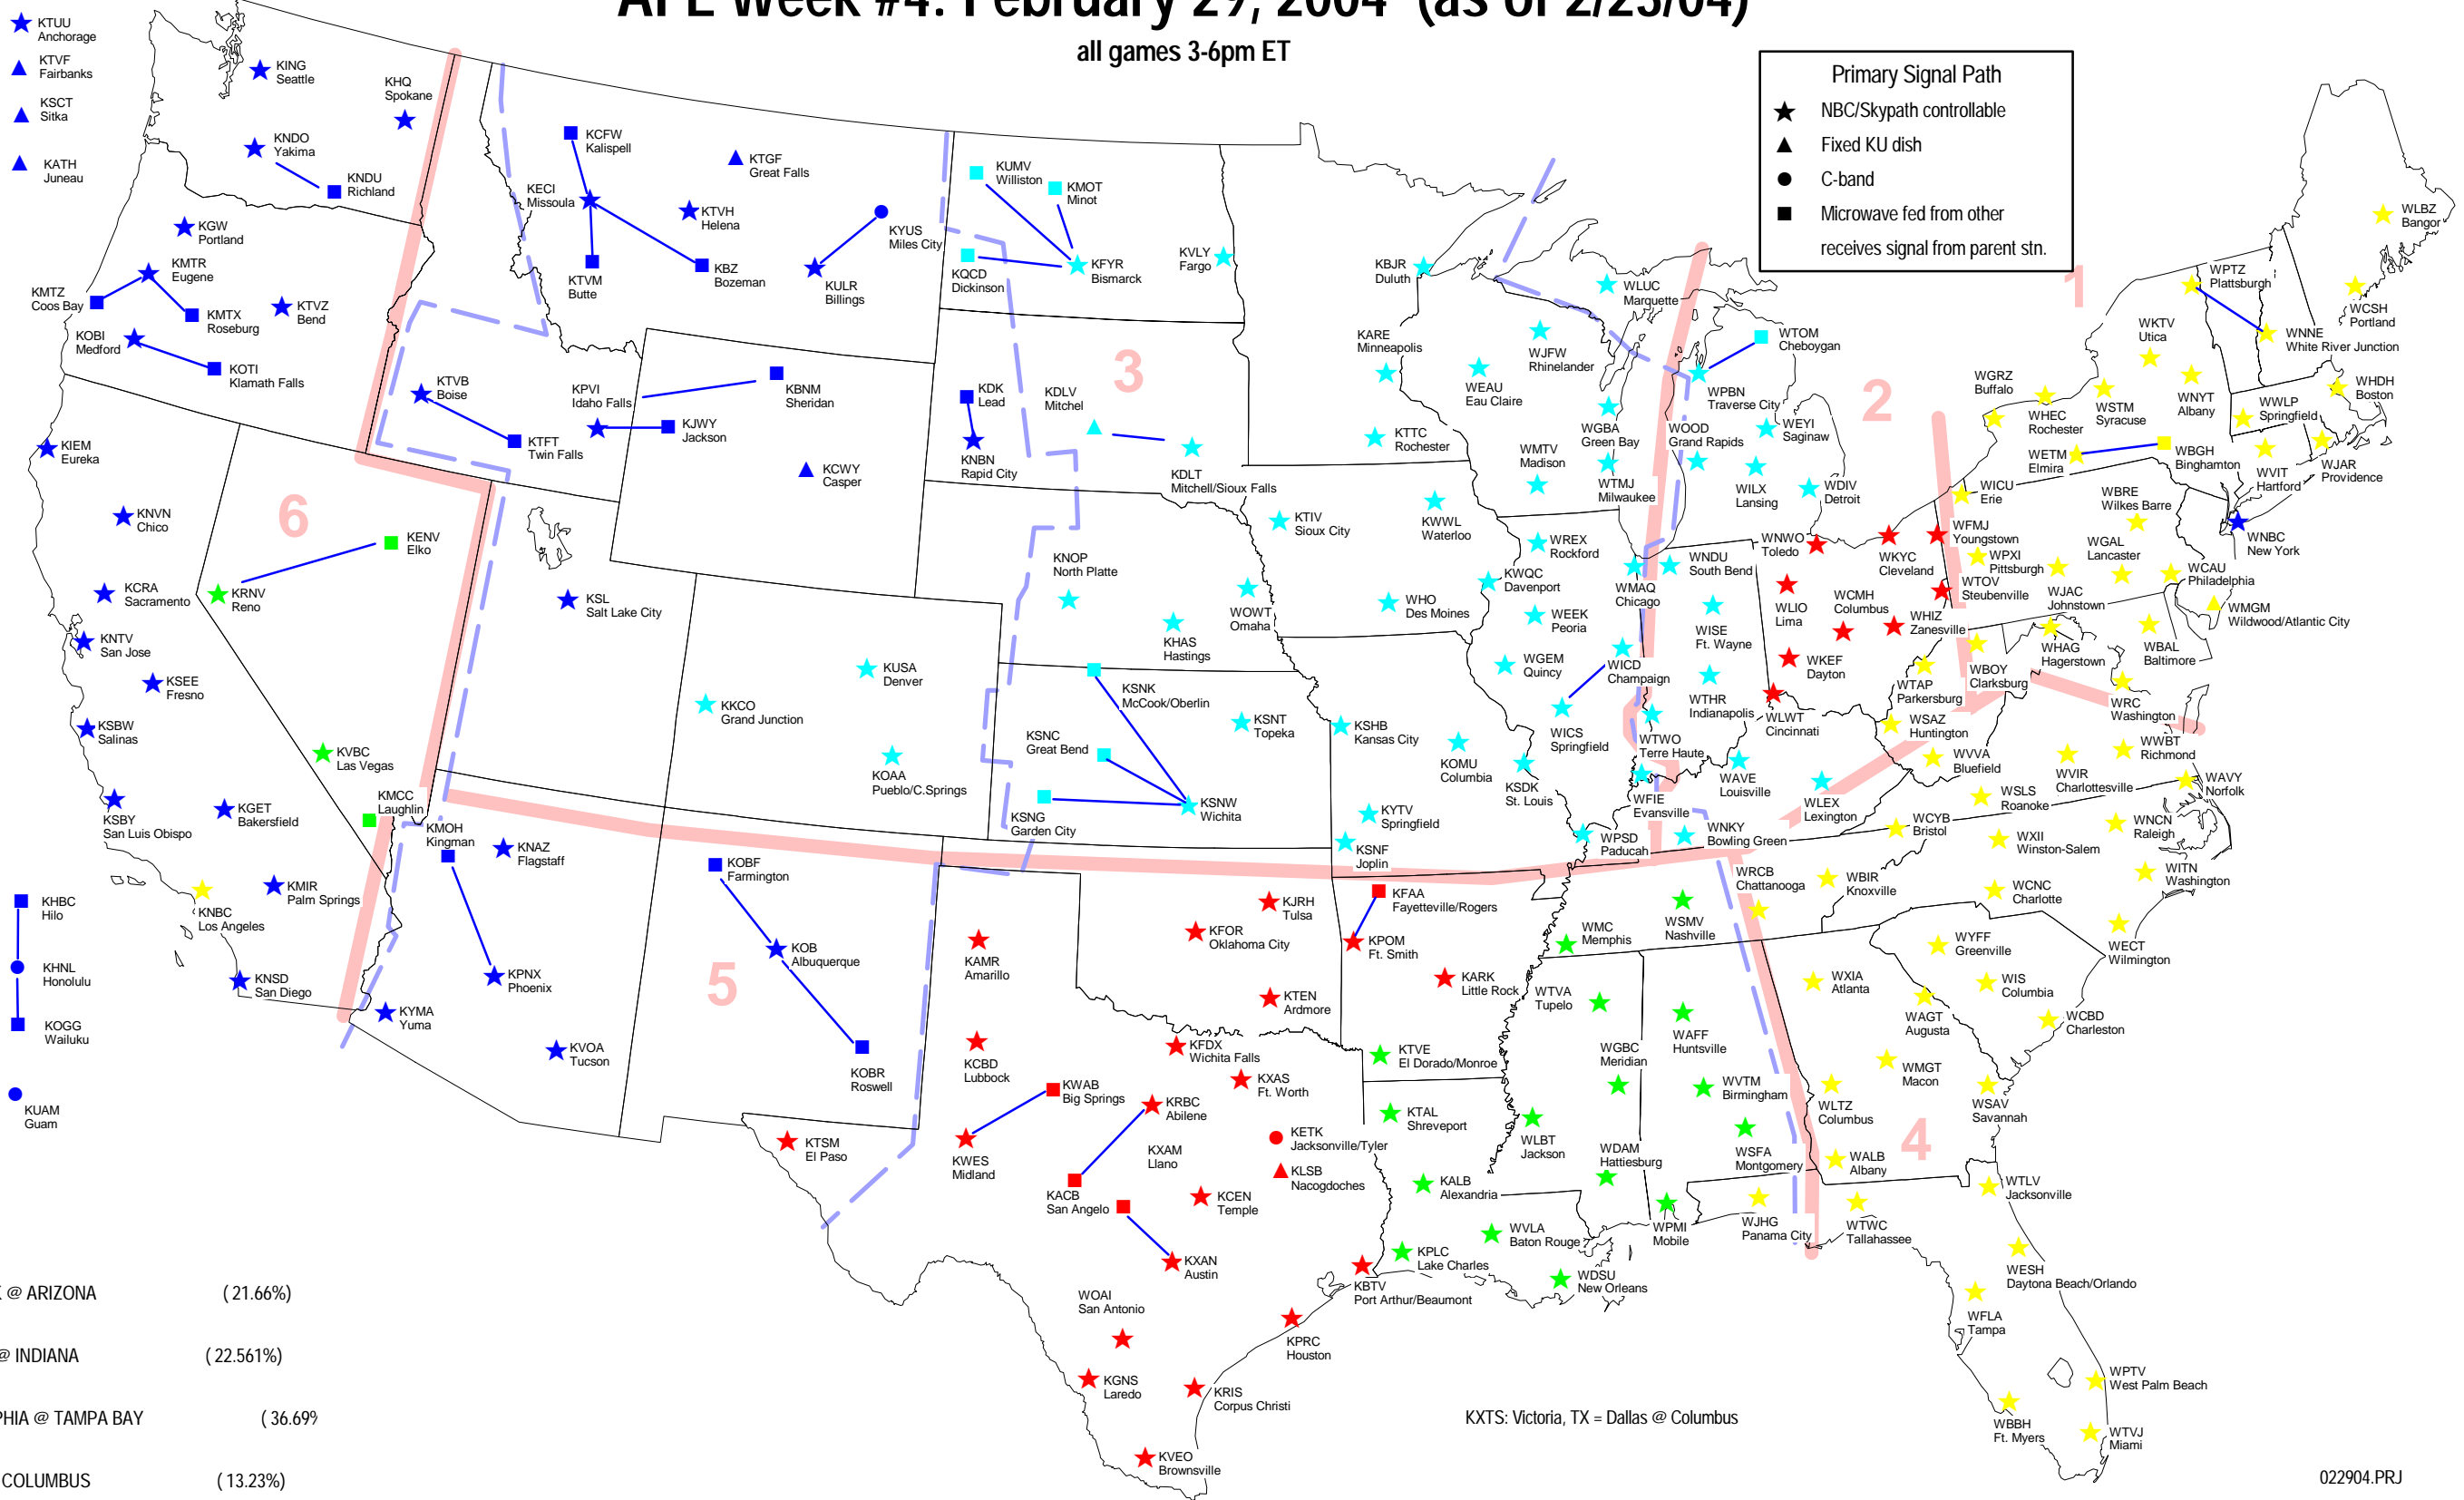 AFL Week #4: February 29, 2004 (as of 2/23/04)
all games 3-6pm ET
Primary Signal Path
NBC/Skypath controllable
Fixed KU dish
C-band
Microwave fed from other
receives signal from parent stn.
KTUU
Anchorage
KTVF
Fairbanks
KSCT
Sitka
KATH
Juneau
KING
Seattle
KHQ
Spokane
KNDO
Yakima
KNDU
Richland
KGW
Portland
KMTR
Eugene
KMTZ
Coos Bay
KMTX
Roseburg
KTVZ
Bend
KOBI
Medford
KOTI
Klamath Falls
KCFW
Kalispell
KTGF
Great Falls
KECI
Missoula
KTVH
Helena
KYUS
Miles City
KTVM
Butte
KBZ
Bozeman
KULR
Billings
KTVB
Boise
KTFT
Twin Falls
KPVI
Idaho Falls
KBNM
Sheridan
KJWY
Jackson
KCWY
Casper
KUMV
Williston
KMOT
Minot
KQCD
Dickinson
KFYR
Bismarck
KVLY
Fargo
KDK
Lead
KNBN
Rapid City
KDLV
Mitchel
KDLT
Mitchell/Sioux Falls
3
KBJR
Duluth
KARE
Minneapolis
KTTC
Rochester
WLUC
Marquette
WJFW
Rhinelander
WEAU
Eau Claire
WGBA
Green Bay
WMTV
Madison
WTMJ
Milwaukee
WTOM
Cheboygan
WPBN
Traverse City
WOOD
Grand Rapids
WEYI
Saginaw
WILX
Lansing
WDIV
Detroit
2
1
WLBZ
Bangor
WPTZ
Plattsburgh
WCSH
Portland
WNNE
White River Junction
WKTV
Utica
WGRZ
Buffalo
WHEC
Rochester
WSTM
Syracuse
WNYT
Albany
WWLP
Springfield
WHDH
Boston
WETM
Elmira
WBGH
Binghamton
WVIT
Hartford
WJAR
Providence
WICU
Erie
WBRE
Wilkes Barre
WNBC
New York
WFMJ
Youngstown
WPXI
Pittsburgh
WGAL
Lancaster
WCAU
Philadelphia
WJAC
Johnstown
WMGM
Wildwood/Atlantic City
WTOV
Steubenville
WKYC
Cleveland
WNWO
Toledo
WLIO
Lima
WCMH
Columbus
WHIZ
Zanesville
WKEF
Dayton
WLWT
Cincinnati
WHAG
Hagerstown
WBAL
Baltimore
WBOY
Clarksburg
WTAP
Parkersburg
WRC
Washington
WSAZ
Huntington
WVVA
Bluefield
WWBT
Richmond
WVIR
Charlottesville
WAVY
Norfolk
WSLS
Roanoke
KIEM
Eureka
KNVN
Chico
KCRA
Sacramento
KNTV
San Jose
KSEE
Fresno
KSBW
Salinas
KSBY
San Luis Obispo
KGET
Bakersfield
KMIR
Palm Springs
KNBC
Los Angeles
KNSD
San Diego
6
KENV
Elko
KRNV
Reno
KVBC
Las Vegas
KMCC
Laughlin
KSL
Salt Lake City
KUSA
Denver
KKCO
Grand Junction
KOAA
Pueblo/C.Springs
KNOP
North Platte
KHAS
Hastings
WOWT
Omaha
KTIV
Sioux City
KWWL
Waterloo
WHO
Des Moines
KWQC
Davenport
WREX
Rockford
WMAQ
Chicago
WEEK
Peoria
WGEM
Quincy
WICD
Champaign
WICS
Springfield
WNDU
South Bend
WISE
Ft. Wayne
WTHR
Indianapolis
WTWO
Terre Haute
WFIE
Evansville
WAVE
Louisville
WLEX
Lexington
WNKY
Bowling Green
WPSD
Paducah
KSNK
McCook/Oberlin
KSNC
Great Bend
KSNG
Garden City
KSNW
Wichita
KSNT
Topeka
KSHB
Kansas City
KOMU
Columbia
KSDK
St. Louis
KYTV
Springfield
KSNF
Joplin
KMOH
Kingman
KNAZ
Flagstaff
KPNX
Phoenix
KYMA
Yuma
KVOA
Tucson
KOBF
Farmington
KOB
Albuquerque
KOBR
Roswell
5
KHBC
Hilo
KHNL
Honolulu
KOGG
Wailuku
KUAM
Guam
KJRH
Tulsa
KFOR
Oklahoma City
KTEN
Ardmore
KAMR
Amarillo
KCBD
Lubbock
KFDX
Wichita Falls
KXAS
Ft. Worth
KWAB
Big Springs
KRBC
Abilene
KWES
Midland
KXAM
Llano
KETK
Jacksonville/Tyler
KLSB
Nacogdoches
KACB
San Angelo
KCEN
Temple
KXAN
Austin
KTSM
El Paso
WOAI
San Antonio
KGNS
Laredo
KRIS
Corpus Christi
KPRC
Houston
KBTV
Port Arthur/Beaumont
KVEO
Brownsville
KFAA
Fayetteville/Rogers
KPOM
Ft. Smith
KARK
Little Rock
KTVE
El Dorado/Monroe
KTAL
Shreveport
KALB
Alexandria
KPLC
Lake Charles
WVLA
Baton Rouge
WDSU
New Orleans
WMC
Memphis
WSMV
Nashville
WTVA
Tupelo
WGBC
Meridian
WLBT
Jackson
WDAM
Hattiesburg
WAFF
Huntsville
WVTM
Birmingham
WSFA
Montgomery
WPMI
Mobile
WRCB
Chattanooga
WBIR
Knoxville
WCYB
Bristol
WXII
Winston-Salem
WNCN
Raleigh
WITN
Washington
WCNC
Charlotte
WECT
Wilmington
WYFF
Greenville
WIS
Columbia
WXIA
Atlanta
WAGT
Augusta
WCBD
Charleston
WMGT
Macon
WLTZ
Columbus
WSAV
Savannah
WALB
Albany
4
WJHG
Panama City
WTWC
Tallahassee
WTLV
Jacksonville
WESH
Daytona Beach/Orlando
WFLA
Tampa
WPTV
West Palm Beach
WBBH
Ft. Myers
WTVJ
Miami
@ ARIZONA ( 21.66%)
@ INDIANA ( 22.561%)
PHIA @ TAMPA BAY ( 36.69%
COLUMBUS ( 13.23%)
KXTS: Victoria, TX = Dallas @ Columbus
022904.PRJ